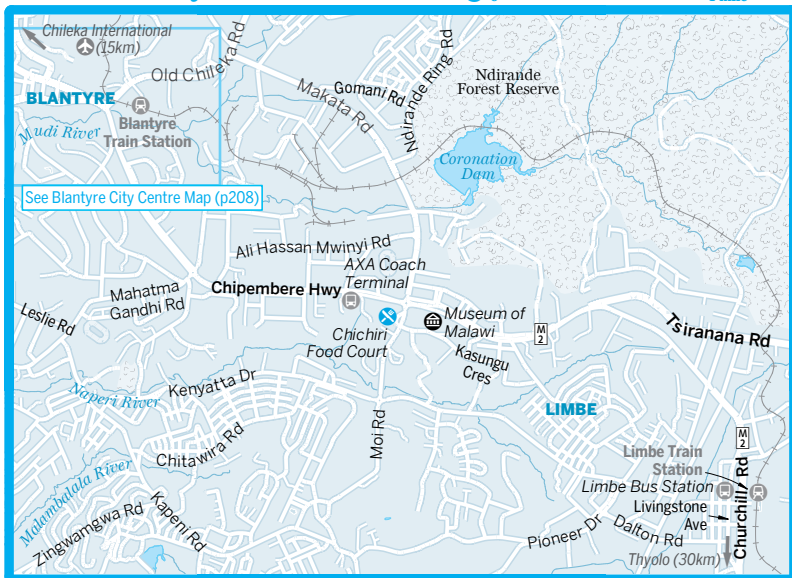 Chileka International
(15km)
Old Chileka Rd
BLANTYRE
Blantyre
Train Station
Mudi River
See Blantyre City Centre Map (p208)
Makata Rd
Gomani Rd
Ndirande Ring Rd
Ndirande
Forest Reserve
Coronation
Dam
Ali Hassan Mwinyi Rd
AXA Coach
Terminal
Chipembere Hwy
Mahatma
Gandhi Rd
Leslie Rd
Chichiri
Food Court
Museum of
Malawi
M
2
Tsiranana Rd
Kasungu
Cres
Kenyatta Dr
Naperi River
LIMBE
Moi Rd
Chitawira Rd
Malambalala River
Kapeni Rd
Zingwamgwa Rd
M
2
Limbe Train
Station
Limbe Bus Station
Livingstone
Ave
Churchill Rd
Pioneer Dr
Dalton Rd
Thyolo (30km)